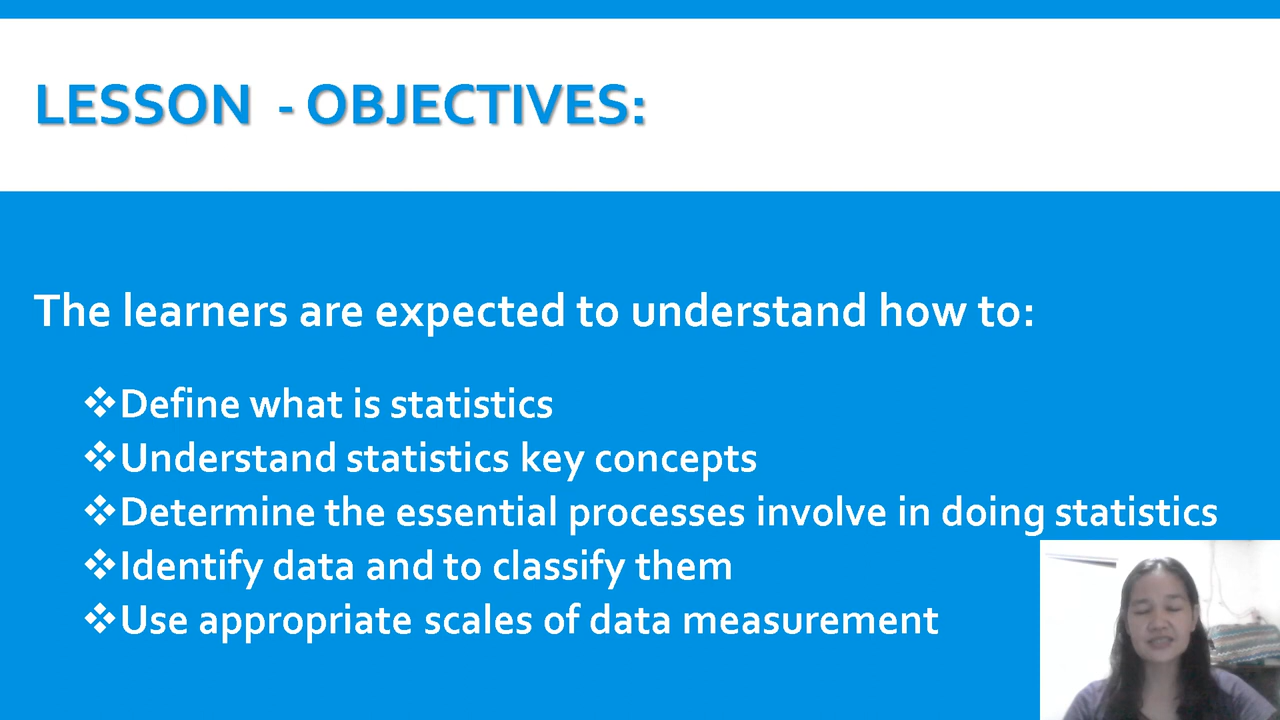 LESSON - OBJECTIVES:
The learners are expected to understand how to:
❖Define what is statistics
❖Understand statistics key concepts
❖Determine the essential processes involve in doing statistics
❖Identify data and to classify them
❖Use appropriate scales of data measurement